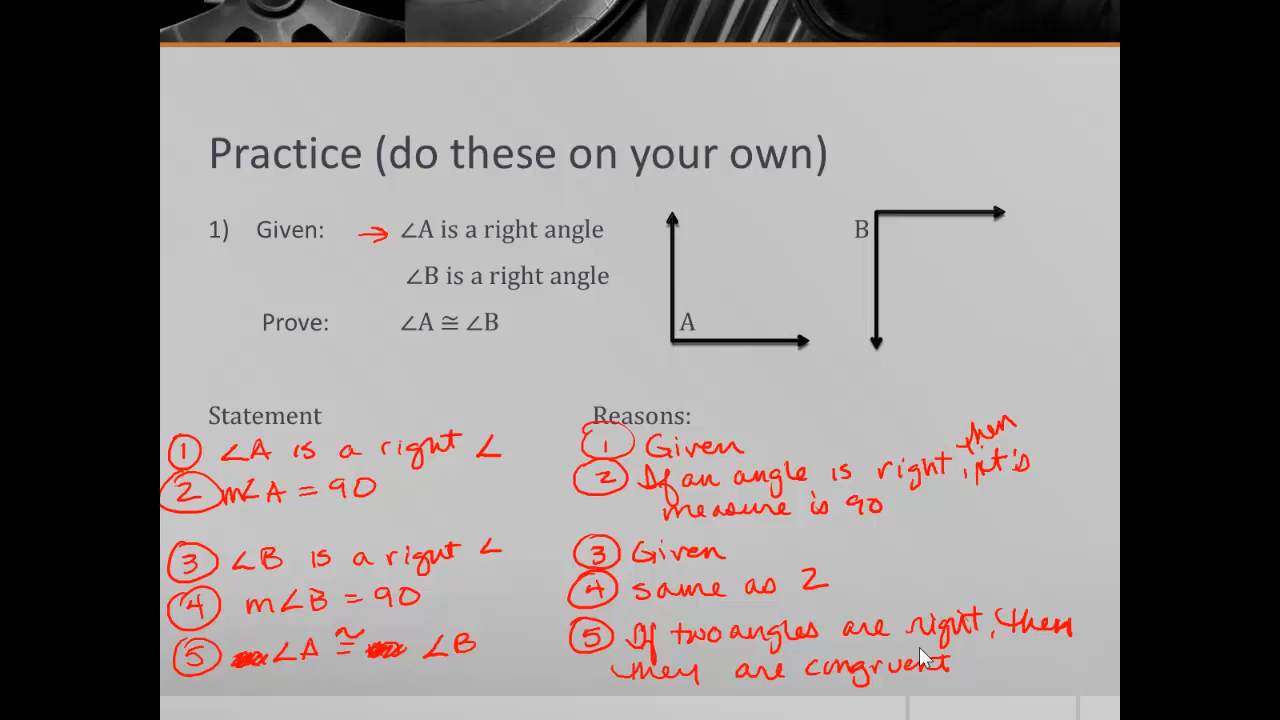 Practice (do these on your own)
1) Given: → ∠A is a right angle
∠B is a right angle
Prove: ∠A ≅ ∠B
A
B
Statement
Reasons:
① ∠A is a right ∠
① Given
② m∠A = 90
② If an angle is right, then it's
measure is 90
③ ∠B is a right ∠
③ Given
④ m∠B = 90
④ same as 2
⑤ ∠A ≅ ∠B
⑤ If two angles are right, then
they are congruent